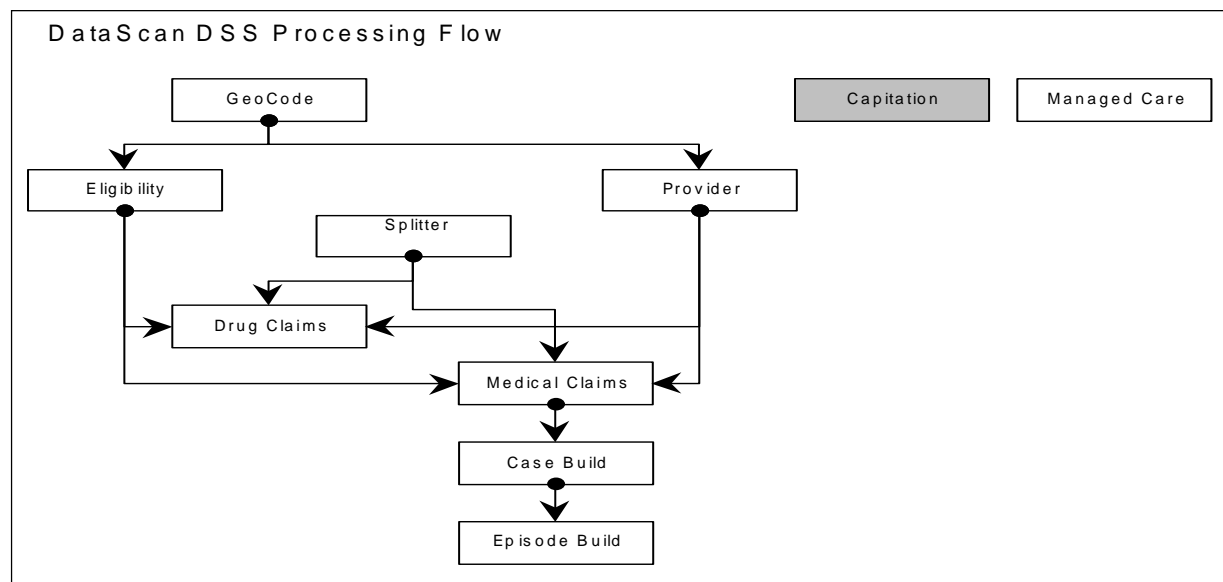 DataScan DSS Processing Flow
GeoCode
Capitation
Managed Care
Eligibility
Provider
Splitter
Drug Claims
Medical Claims
Case Build
Episode Build